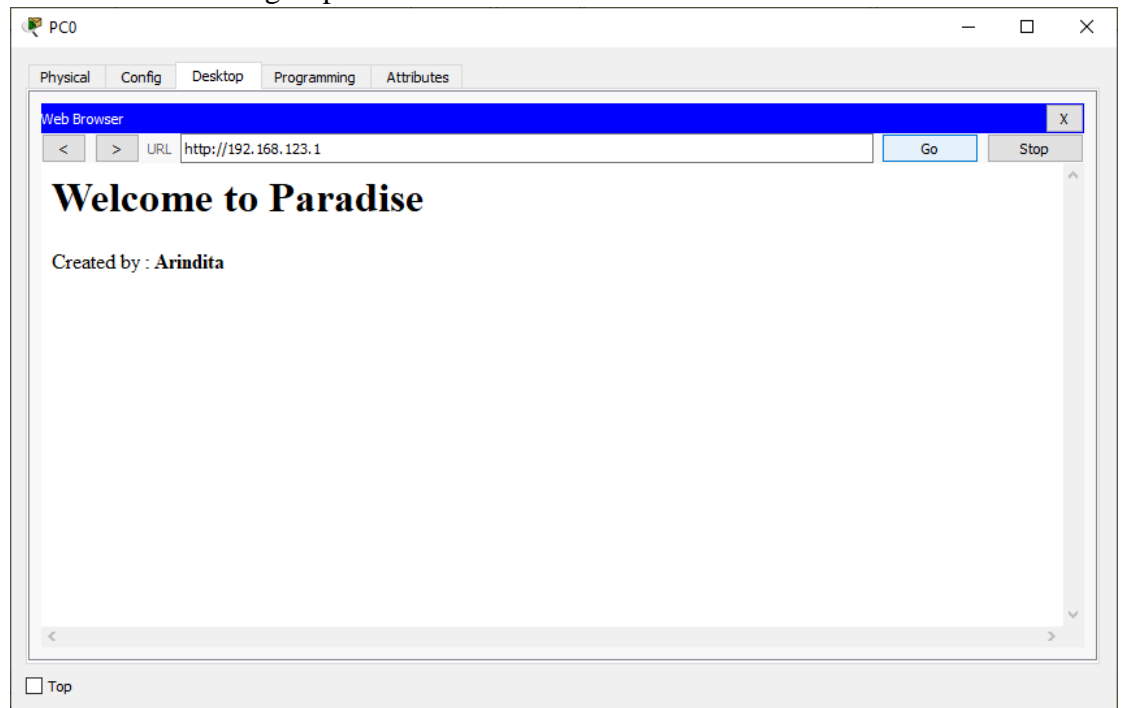 PC0
Physical Config Desktop Programming Attributes
Web Browser X
< > URL http://192.168.123.1 Go Stop
Welcome to Paradise
Created by : Arindita
Top